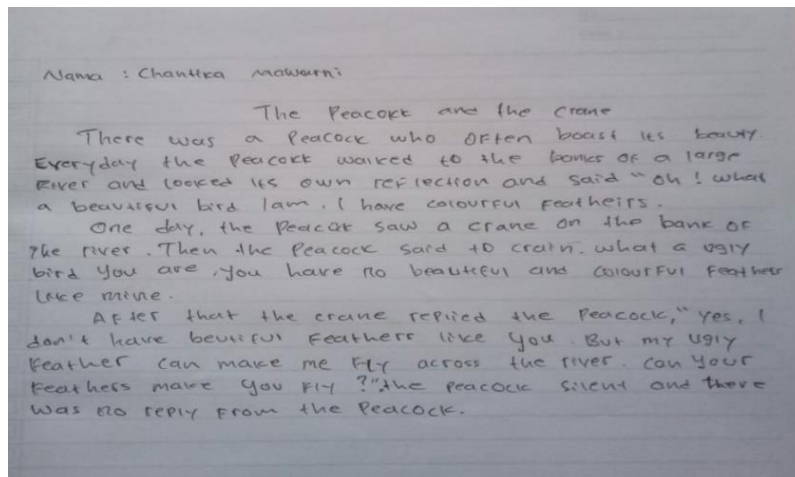 Nama : Chantika Mawarni
The Peacock and the Crane
There was a Peacock who often boast its beauty.
Everyday the Peacock walked to the banks of a large
River and looked its own reflection and said "oh! what
a beautiful bird Iam. I have colourful featheirs.
One day, the Peacok saw a crane on the bank of
The river. Then the Peacock said to crain. what a ugly
bird you are, you have no beautiful and colourful feathers
like mine.
After that the crane replied the Peacock, "yes, I
don't have beutiful feathers like you. But my ugly
feather can make me fly across the river. can your
feathers make you fly?" the peacock silent and there
was no reply from the Peacock.